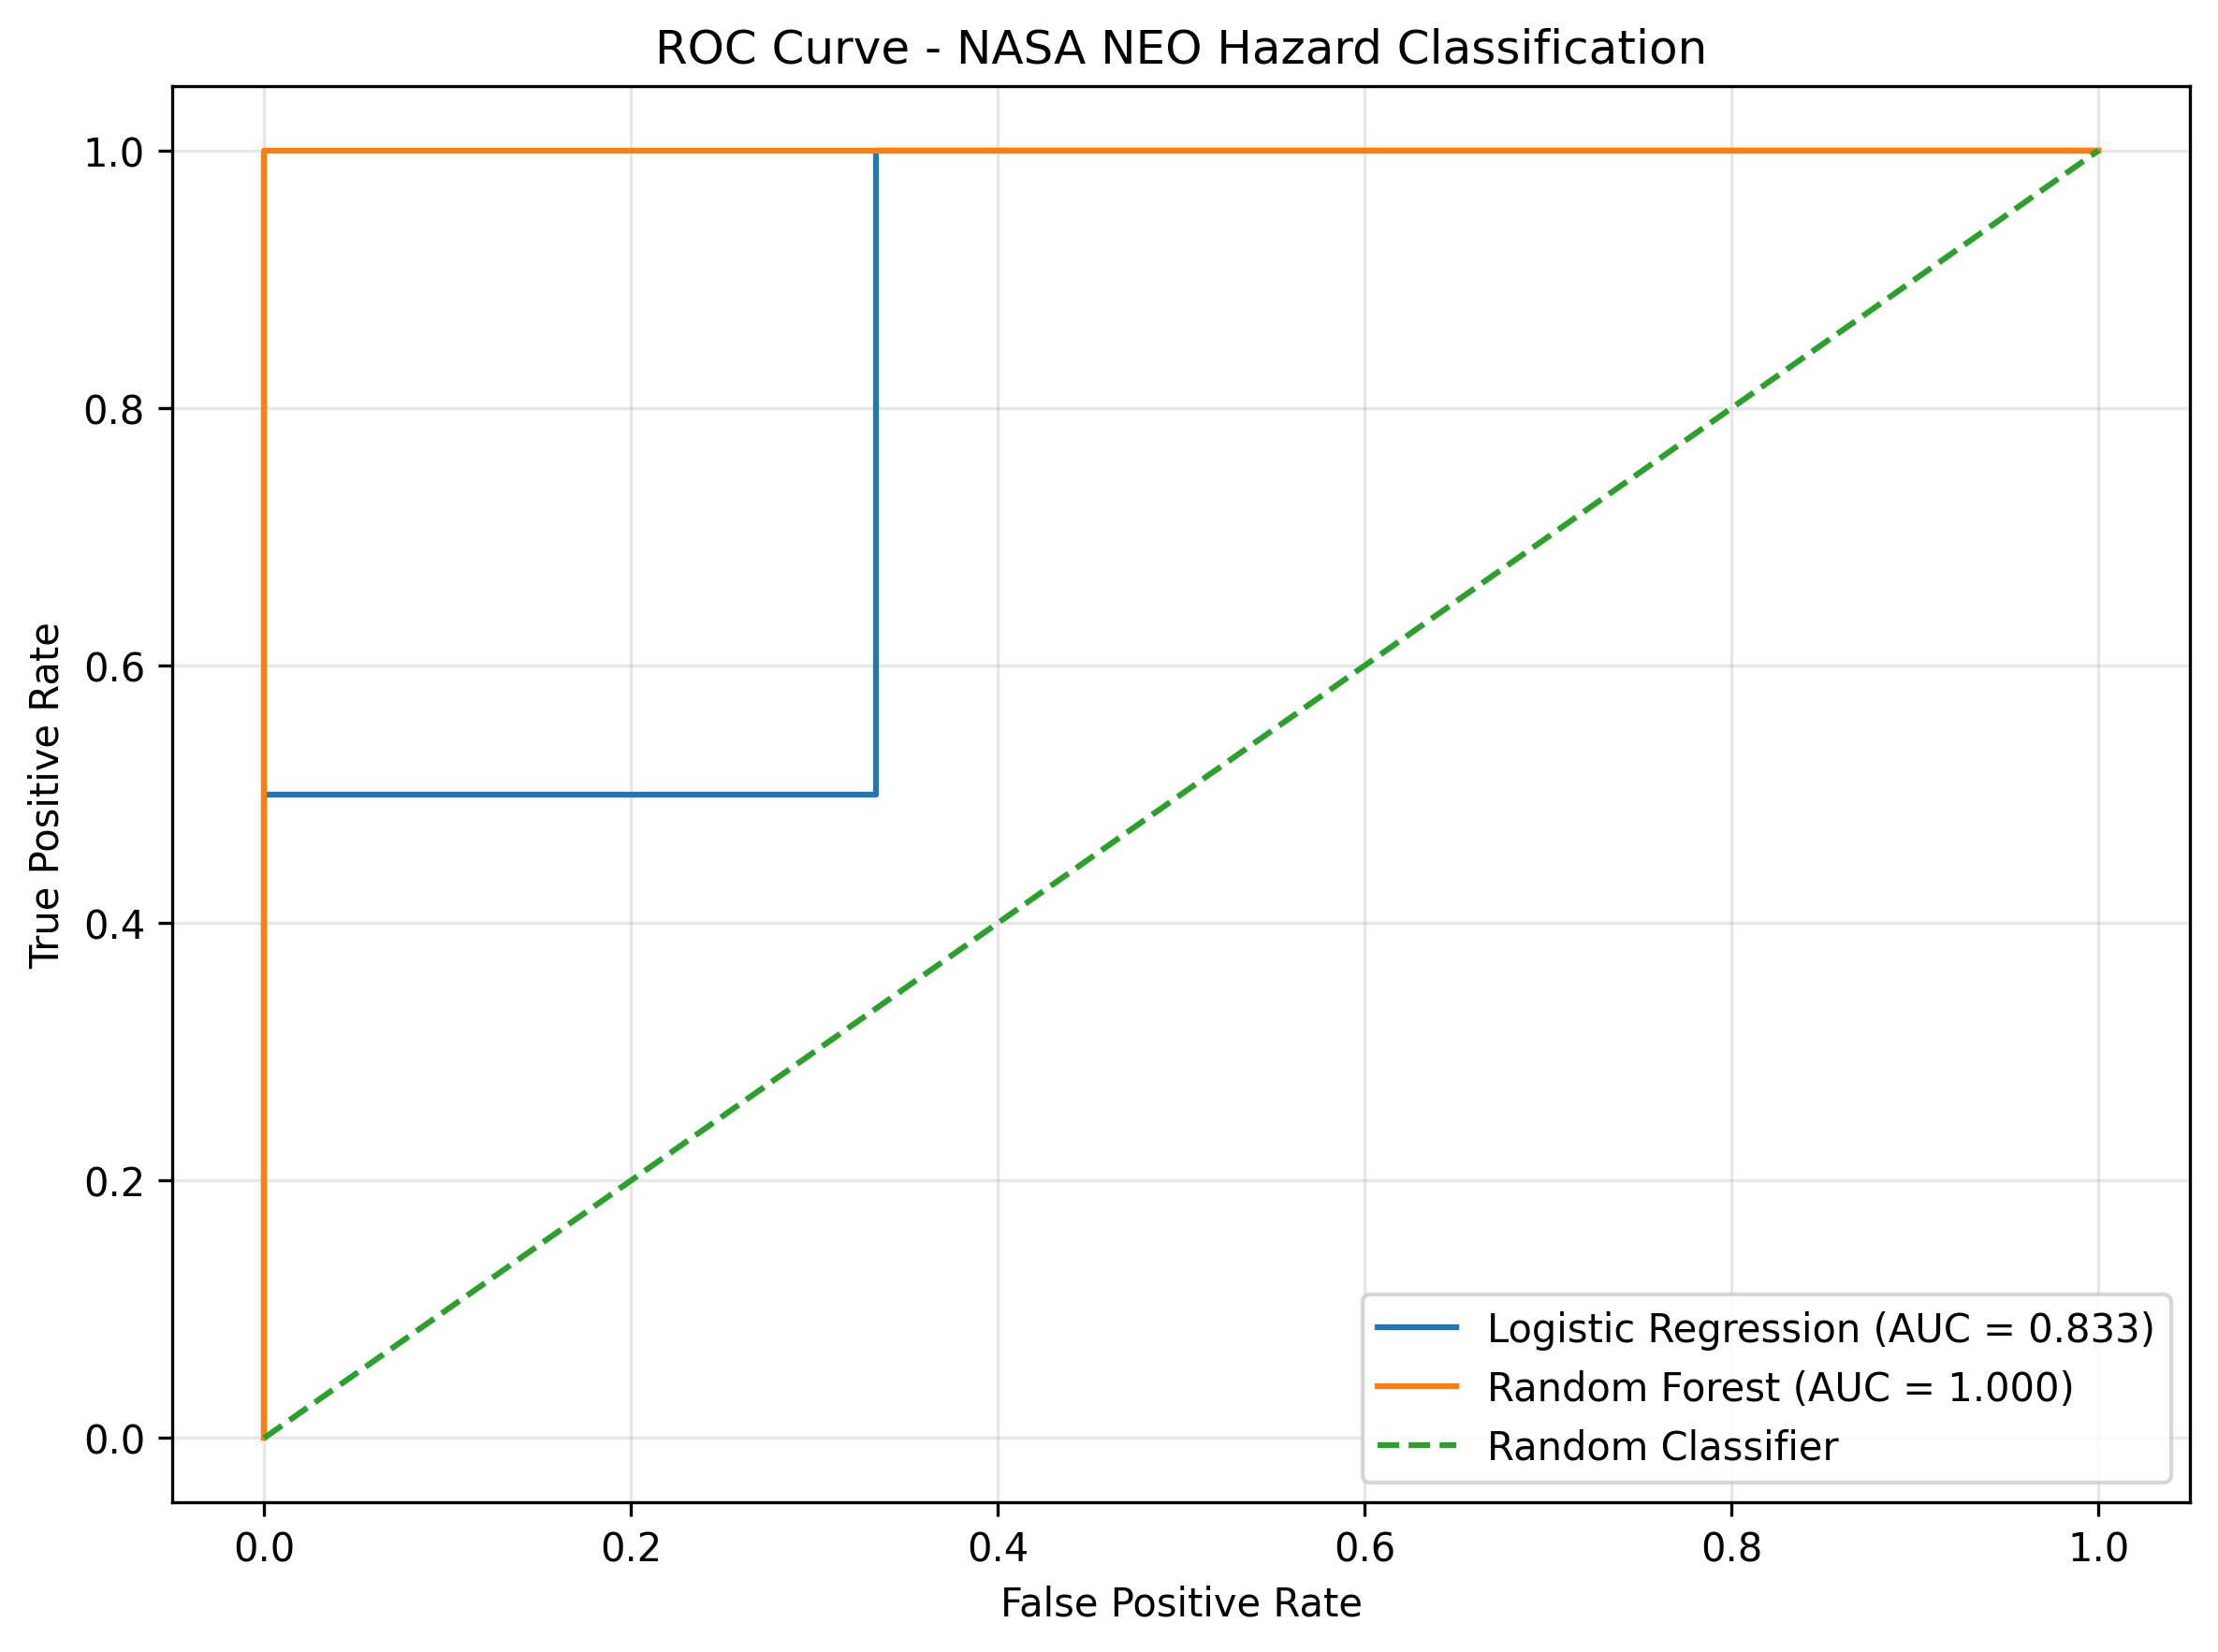 ROC Curve - NASA NEO Hazard Classification
True Positive Rate
1.0
0.8
0.6
0.4
0.2
0.0
0.0 0.2 0.4 0.6 0.8 1.0
False Positive Rate
Logistic Regression (AUC = 0.833)
Random Forest (AUC = 1.000)
Random Classifier